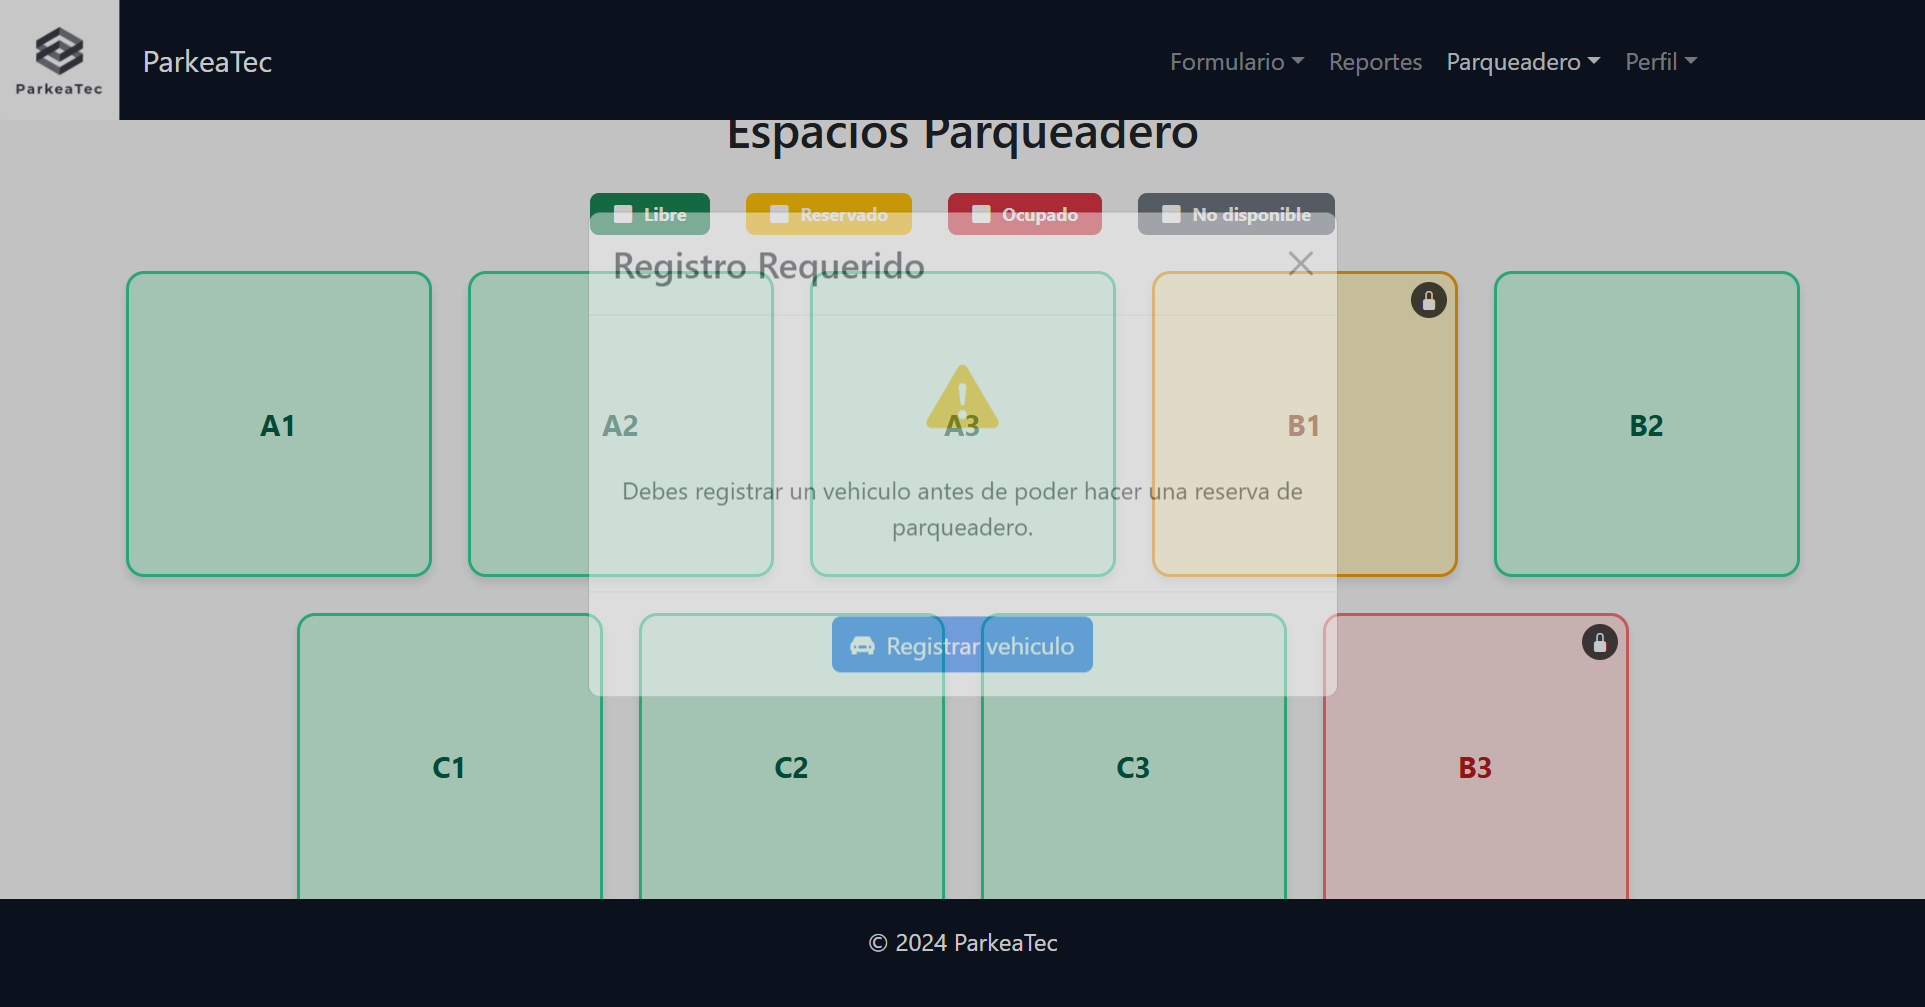 ParkeaTec
ParkeaTec
Formulario
Reportes
Parqueadero
Perfil
Espacios Parqueadero
Libre
Reservado
Ocupado
No disponible
Registro Requerido
A1
A2
A3
B1
B2
Debes registrar un vehiculo antes de poder hacer una reserva de
parqueadero.
Registrar vehiculo
C1
C2
C3
B3
© 2024 ParkeaTec